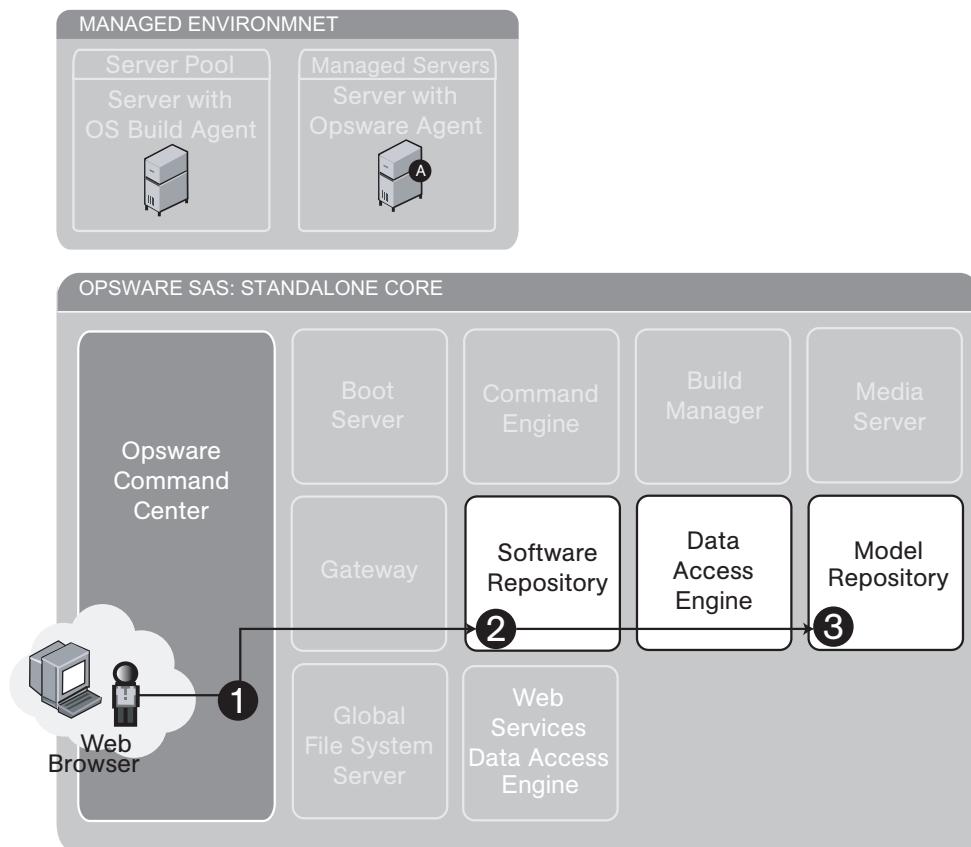 MANAGED ENVIRONMNET
Server Pool
Server with
OS Build Agent
Managed Servers
Server with
Opsware Agent
A
OPSWARE SAS: STANDALONE CORE
Opsware
Command
Center
Boot
Server
Command
Engine
Build
Manager
Media
Server
Gateway
Software
Repository
Data
Access
Engine
Model
Repository
1
2
3
Web
Browser
Global
File System
Server
Web
Services
Data Access
Engine